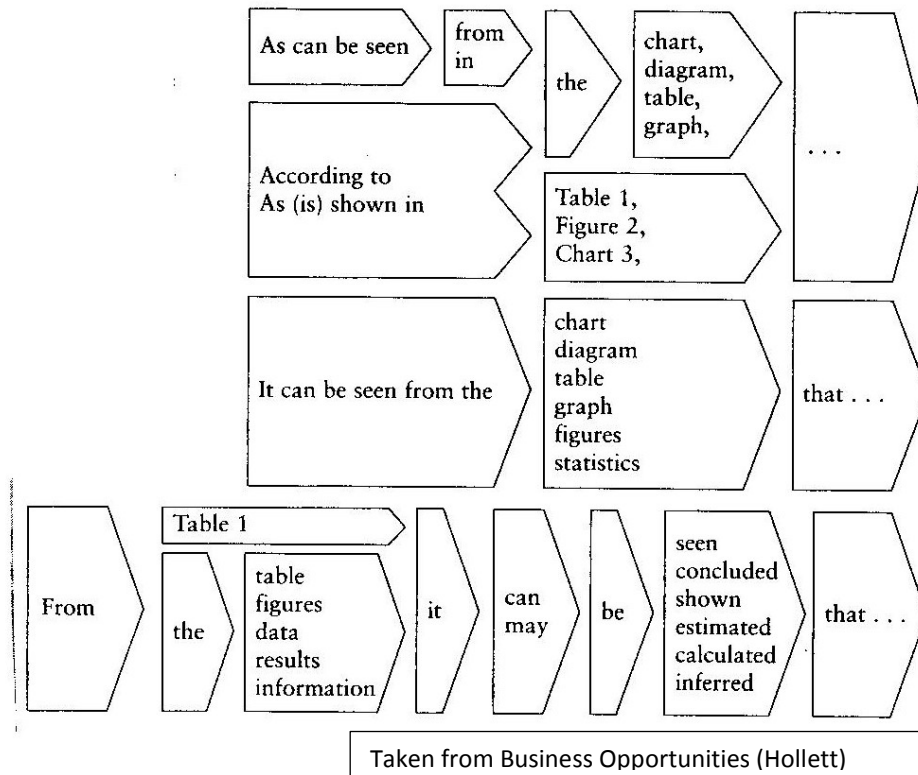 As can be seen
from
in
the
chart,
diagram,
table,
graph,
According to
As (is) shown in
Table 1,
Figure 2,
Chart 3,
. . .
It can be seen from the
chart
diagram
table
graph
figures
statistics
that . . .
From
Table 1
the
table
figures
data
results
information
it
can
may
be
seen
concluded
shown
estimated
calculated
inferred
that . . .
Taken from Business Opportunities (Hollett)